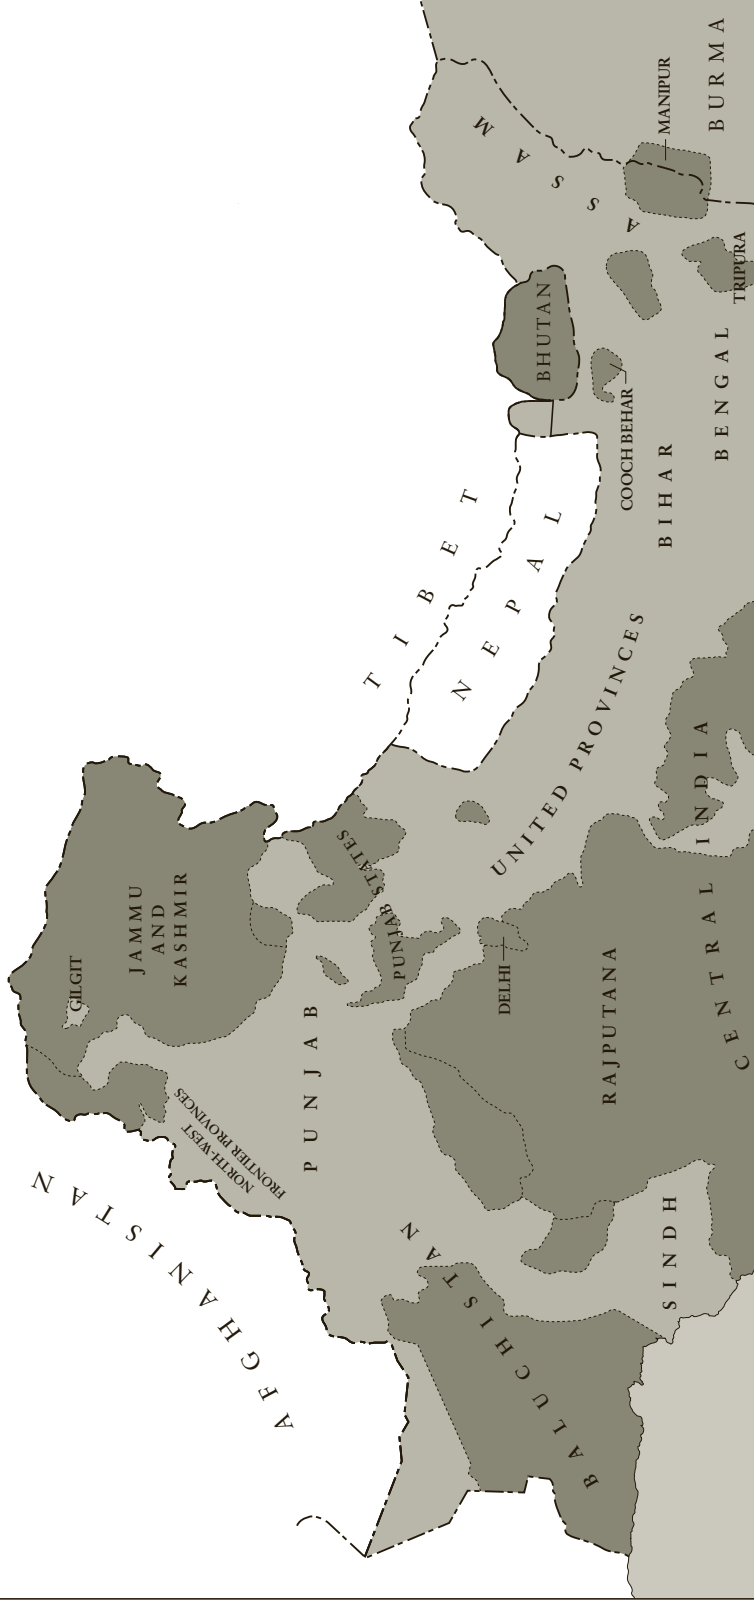 AFGHANISTAN
GILGIT
JAMMU
AND
KASHMIR
NORTH-WEST
FRONTIER PROVINCES
PUNJAB
PUNJAB STATES
TIBET
NEPAL
BHUTAN
ASSAM
BALUCHISTAN
DELHI
UNITED PROVINCES
COOCH BEHAR
MANIPUR
RAJPUTANA
SINDH
BIHAR
CENTRAL INDIA
BENGAL
TRIPURA
BURMA